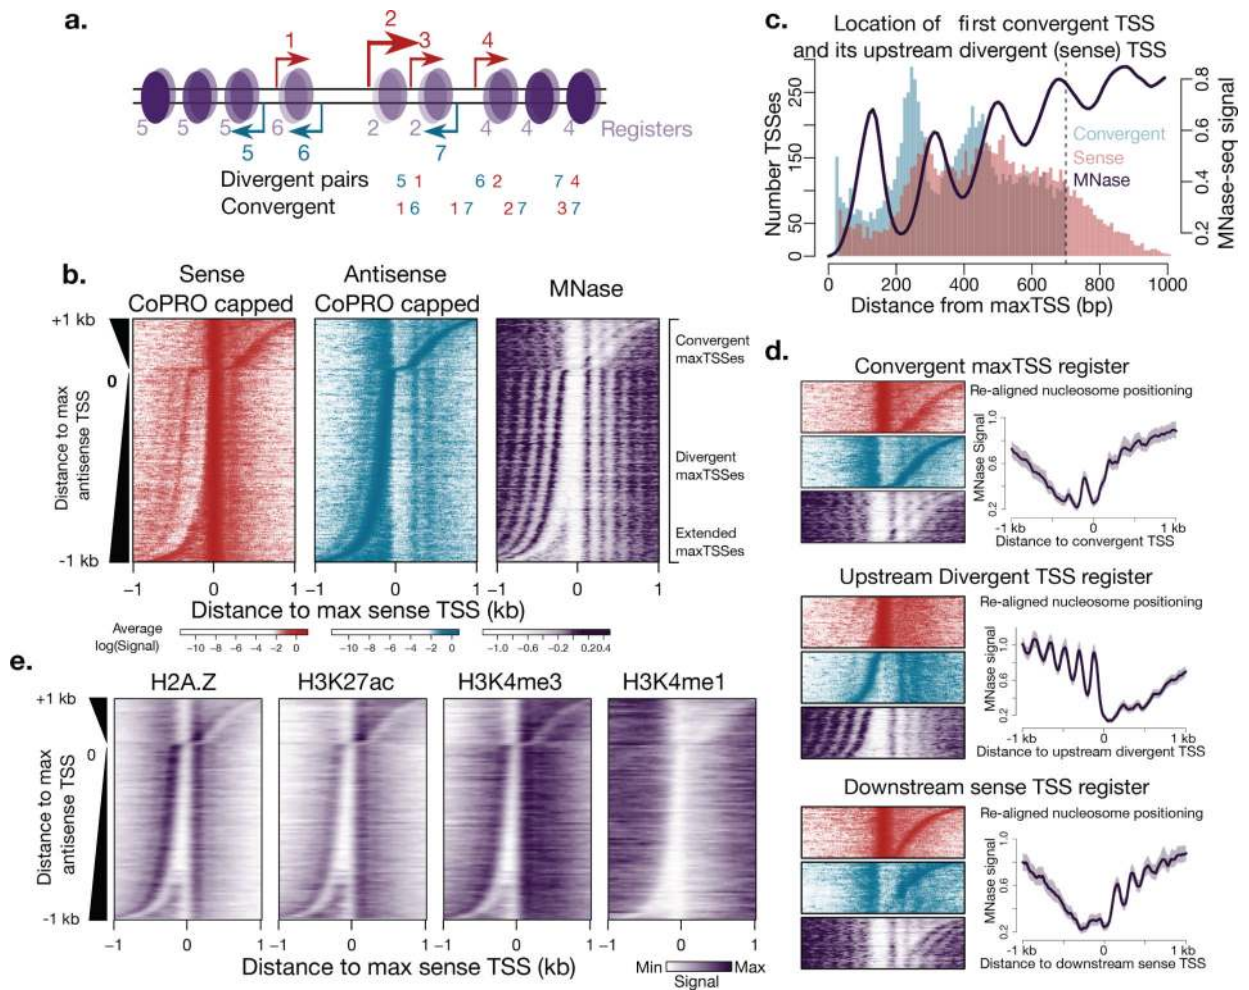 a.
1
2
3
4
5
5
5
6
2
2
4
4
4
Registers
5
6
7
Divergent pairs
5 1
6 2
7 4
Convergent
1 6
1 7
2 7
3 7
b.
Sense
CoPRO capped
Antisense
CoPRO capped
MNase
+1 kb
0
-1 kb
Distance to max
antisense TSS
Convergent
maxTSSes
Divergent
maxTSSes
Extended
maxTSSes
−1
0
1
−1
0
1
−1
0
1
Distance to max sense TSS (kb)
Average
log(Signal)
−10 −8 −6 −4 −2 0
−10 −8 −6 −4 −2 0
−1.0 −0.6 −0.2 0.20.4
c.
Location of first convergent TSS
and its upstream divergent (sense) TSS
Number TSSes
0
50
150
250
MNase-seq signal
0.2
0.4
0.6
0.8
Convergent
Sense
MNase
0 200 400 600 800 1000
Distance from maxTSS (bp)
d.
Convergent maxTSS register
Re-aligned nucleosome positioning
MNase Signal
0.2
0.6
1.0
-1 kb 0 1 kb
Distance to convergent TSS
Upstream Divergent TSS register
Re-aligned nucleosome positioning
MNase signal
0.2
0.6
1.0
-1 kb 0 1 kb
Distance to upstream divergent TSS
Downstream sense TSS register
Re-aligned nucleosome positioning
MNase signal
0.2
0.6
1.0
-1 kb 0 1 kb
Distance to downstream sense TSS
e.
H2A.Z
H3K27ac
H3K4me3
H3K4me1
+1 kb
0
-1 kb
Distance to max
antisense TSS
−1
0
1
−1
0
1
−1
0
1
−1
0
1
Distance to max sense TSS (kb)
Min Max
Signal